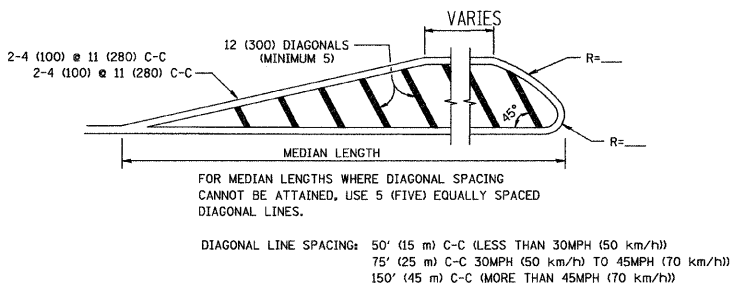 VARIES
2-4 (100) @ 11 (280) C-C
2-4 (100) @ 11 (280) C-C
12 (300) DIAGONALS
(MINIMUM 5)
R=___
45°
R=___
MEDIAN LENGTH
FOR MEDIAN LENGTHS WHERE DIAGONAL SPACING
CANNOT BE ATTAINED, USE 5 (FIVE) EQUALLY SPACED
DIAGONAL LINES.
DIAGONAL LINE SPACING: 50' (15 m) C-C (LESS THAN 30MPH (50 km/h))
75' (25 m) C-C 30MPH (50 km/h) TO 45MPH (70 km/h))
150' (45 m) C-C (MORE THAN 45MPH (70 km/h))